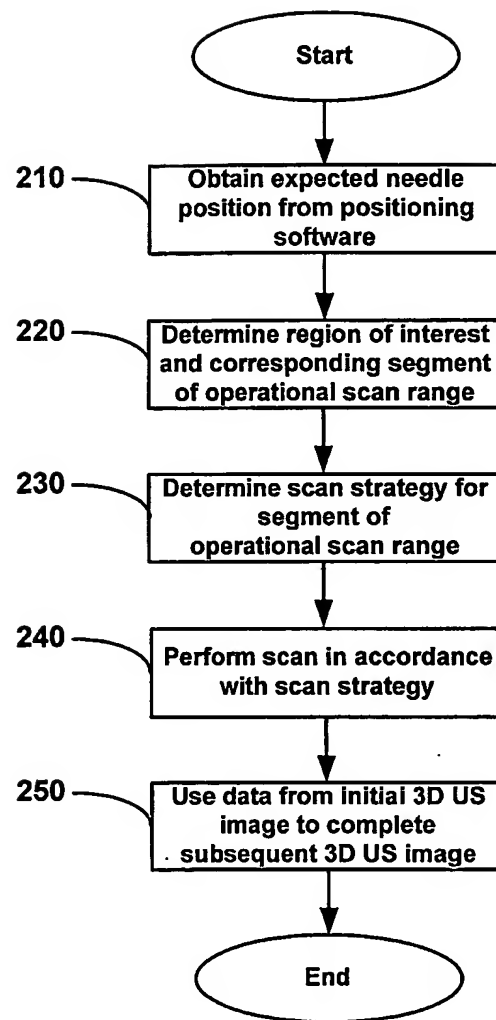 Start
210
Obtain expected needle
position from positioning
software
220
Determine region of interest
and corresponding segment
of operational scan range
230
Determine scan strategy for
segment of
operational scan range
240
Perform scan in accordance
with scan strategy
250
Use data from initial 3D US
image to complete
subsequent 3D US image
End